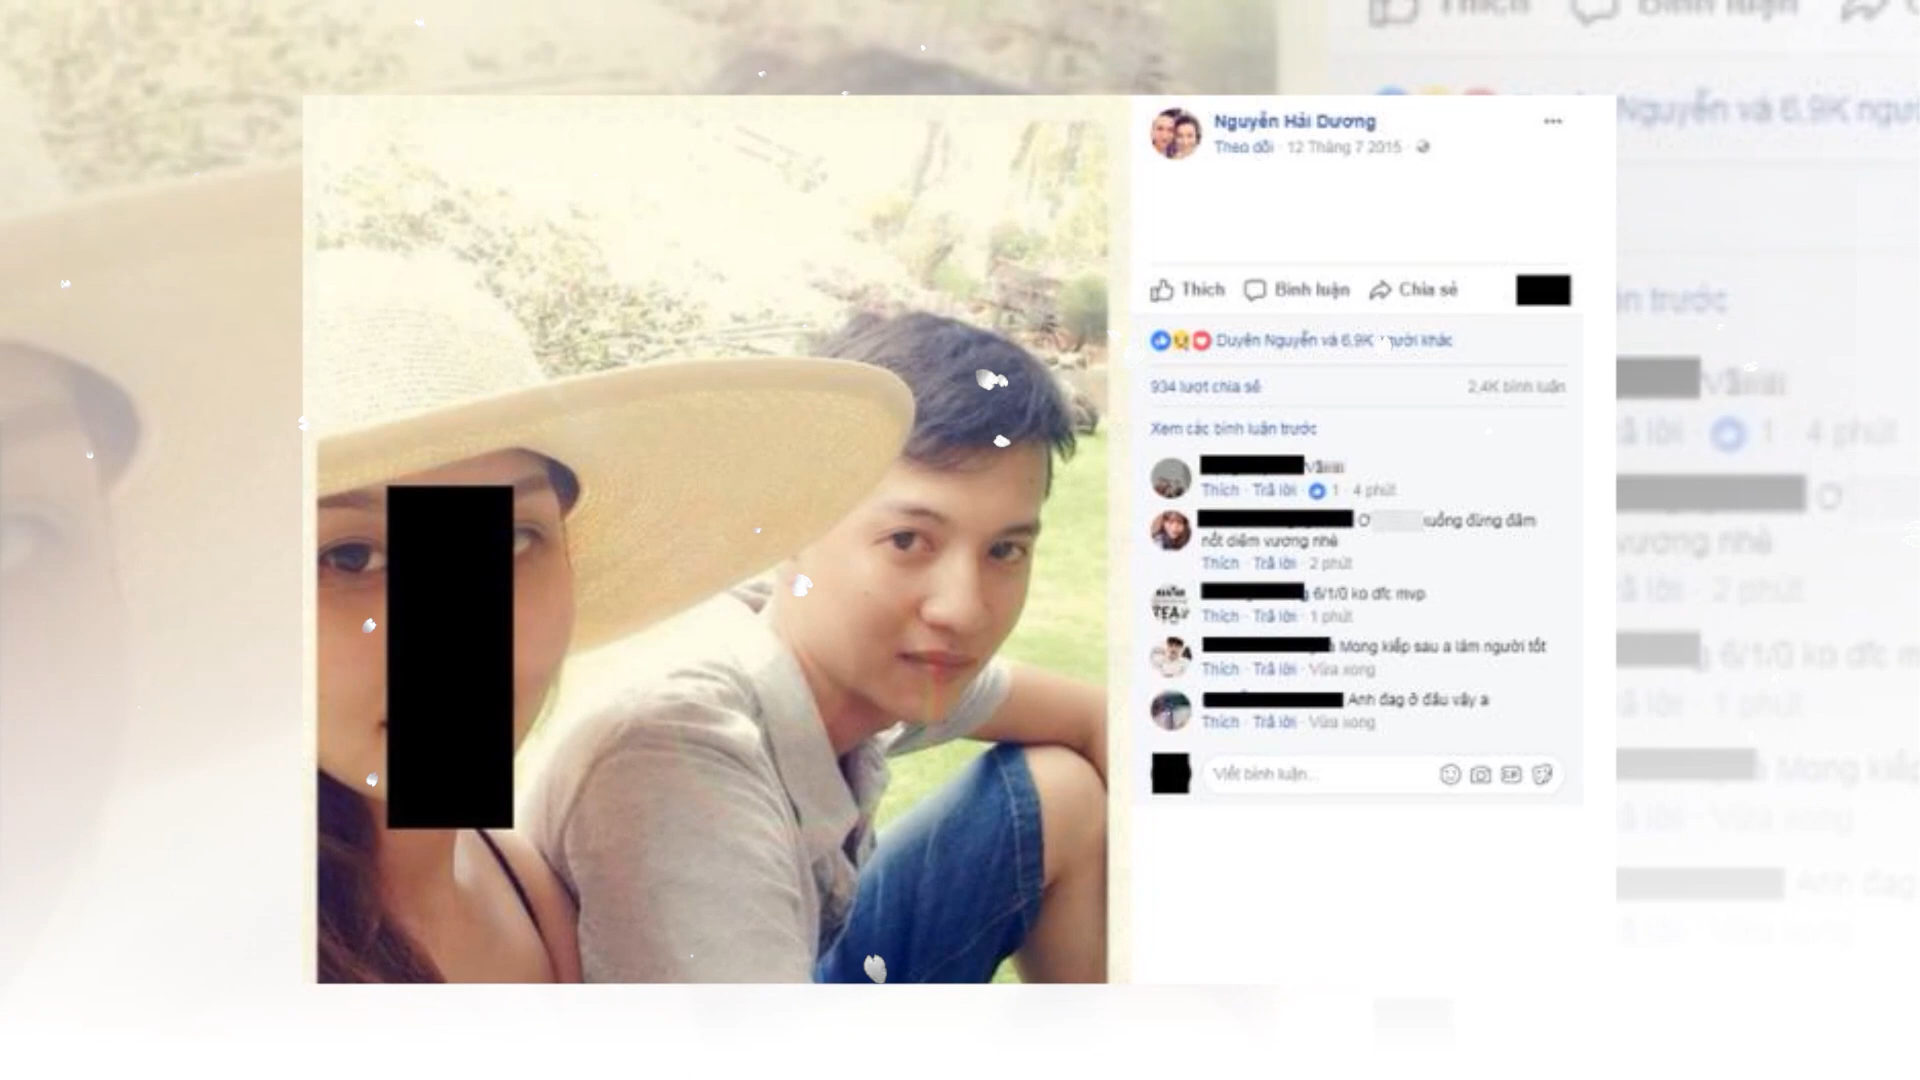 Nguyễn Hải Dương
Theo dõi · 12 Tháng 7 2015 ·
Thích Bình luận Chia sẻ
Duyên Nguyễn và 6.9K người khác
934 lượt chia sẻ 2,4K bình luận
Xem các bình luận trước
Thích · Trả lời · 1 · 4 phút
Ơ xuống đừng đâm
nốt diêm vương nhé
Thích · Trả lời · 2 phút
6/1/0 ko dfc mvp
Thích · Trả lời · 1 phút
Mong kiếp sau a làm người tốt
Thích · Trả lời · Vừa xong
Anh đag ở đâu vậy a
Thích · Trả lời · Vừa xong
Viết bình luận...